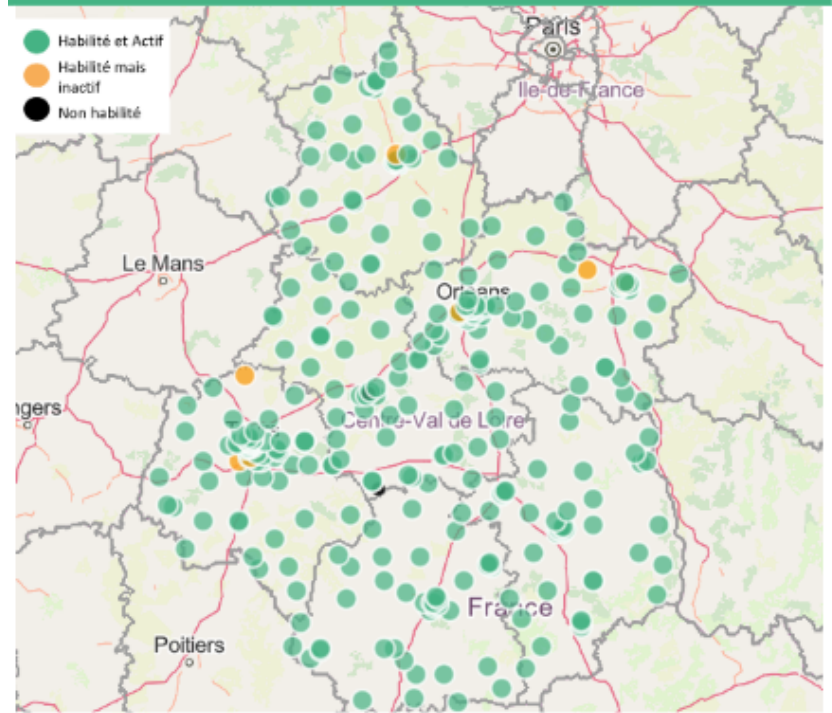 Paris
Habilité et Actif
Habilité mais
inactif
Ile-de-France
Non habilité
Le Mans
Orléans
ngers
Centre-Val de Loire
France
Poitiers